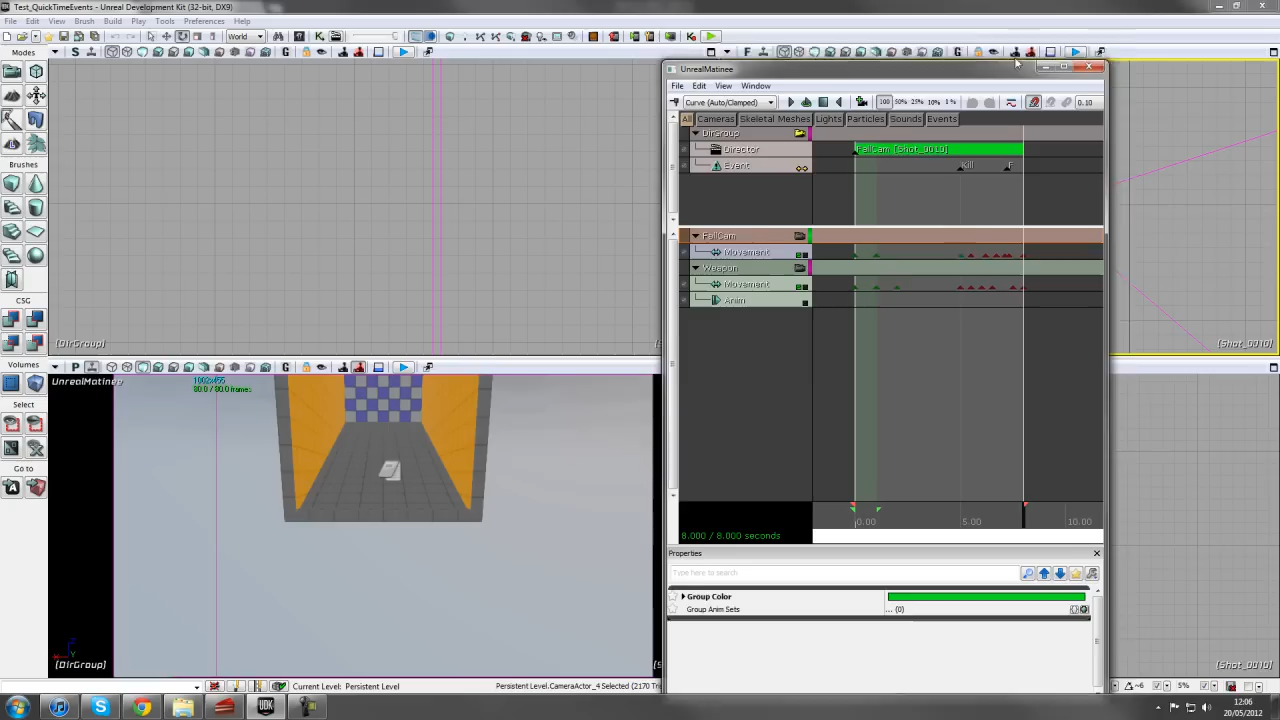 Test_QuickTimeEvents - Unreal Development Kit (32-bit, DX9)
File Edit View Brush Build Play Tools Preferences Help
World
Modes
Brushes
CSG
Volumes
Select
Go to
S
G
F
G
P
G
[DirGroup]
[Shot_0010]
UnrealMatinee
80.0 / 80.0 frames
[DirGroup]
[Shot_0010]
UnrealMatinee
File Edit View Window
Curve (Auto/Clamped)
100 50% 25% 10% 1% 0.10
All Cameras Skeletal Meshes Lights Particles Sounds Events
DirGroup
Director
FallCam [Shot_0010]
Event
Kill
F
FallCam
Movement
Weapon
Movement
Anim
0.00 5.00 10.00
8.000 / 8.000 seconds
Properties
Type here to search
Group Color
Group Anim Sets ... (0)
Current Level: Persistent Level
Persistent Level.CameraActor_4 Selected (2170 Tri
5%
12:06
20/05/2012